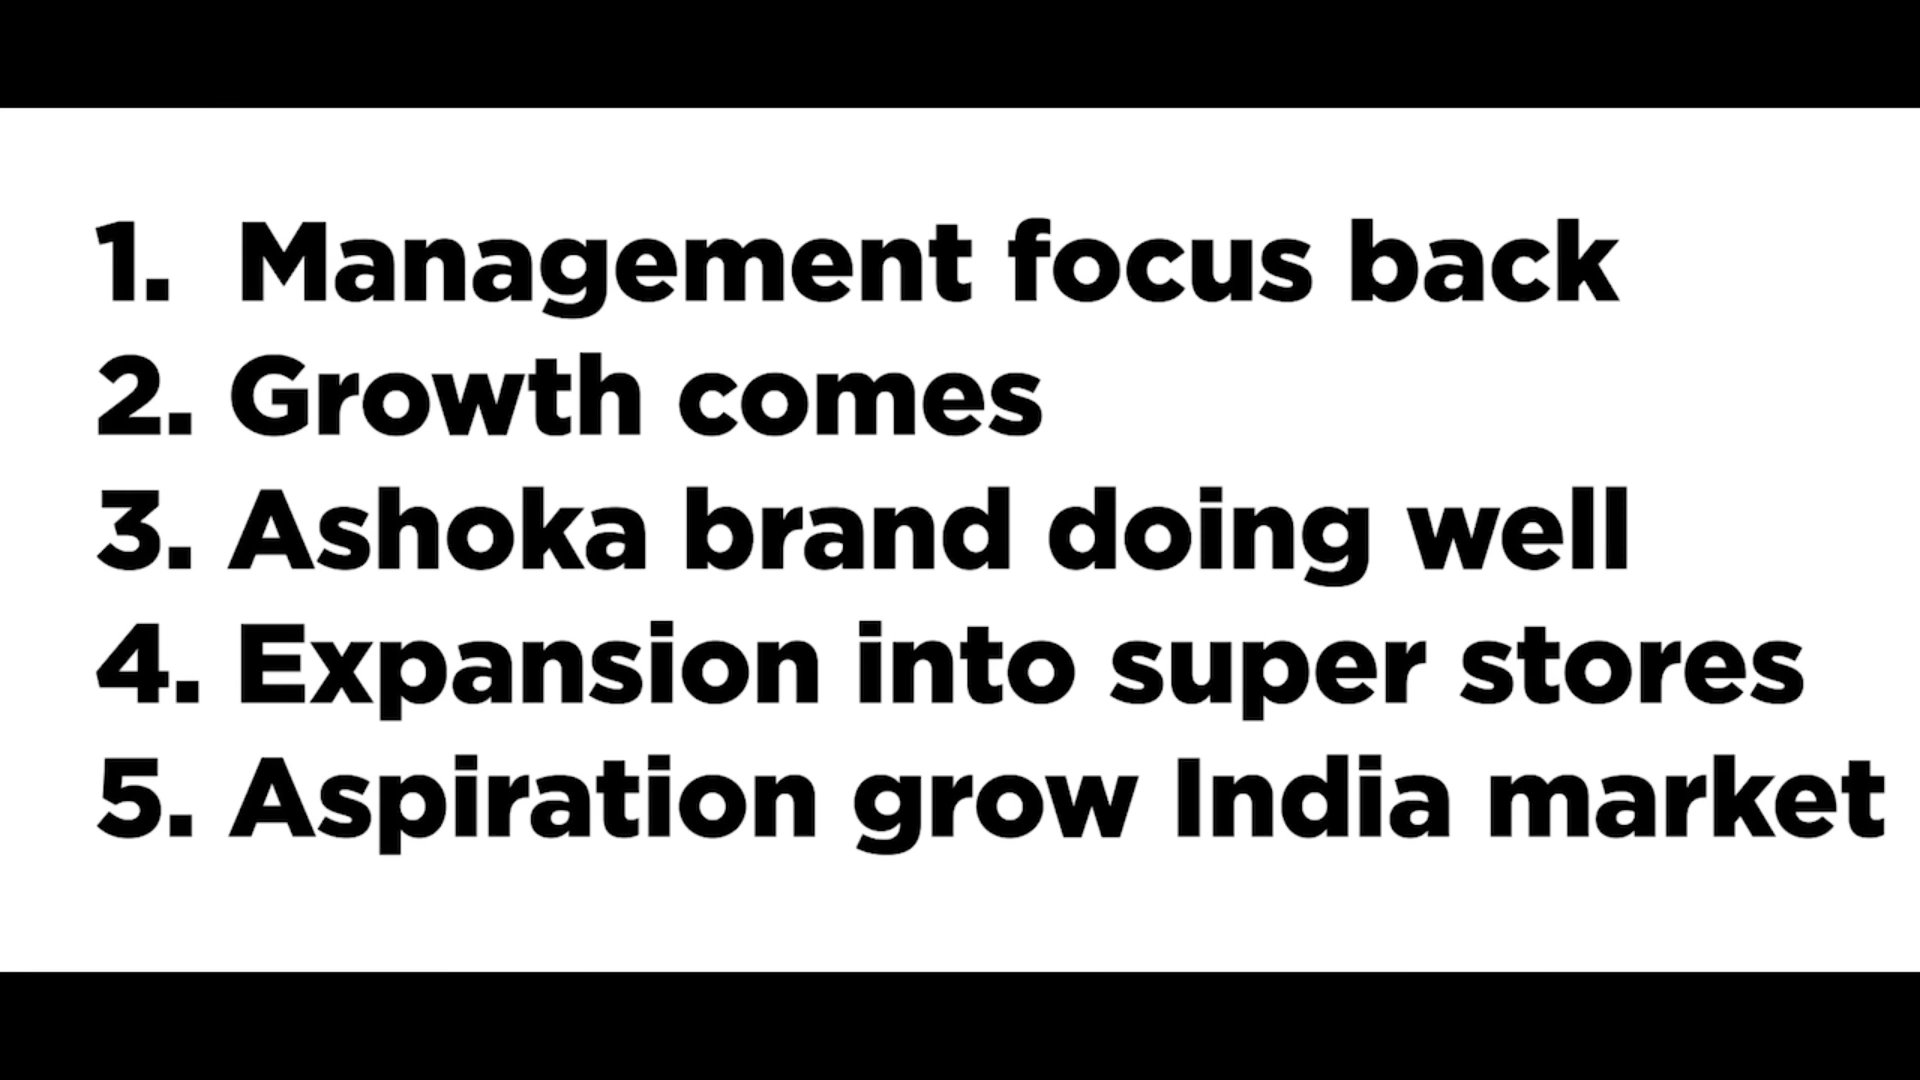 1. Management focus back
2. Growth comes
3. Ashoka brand doing well
4. Expansion into super stores
5. Aspiration grow India market